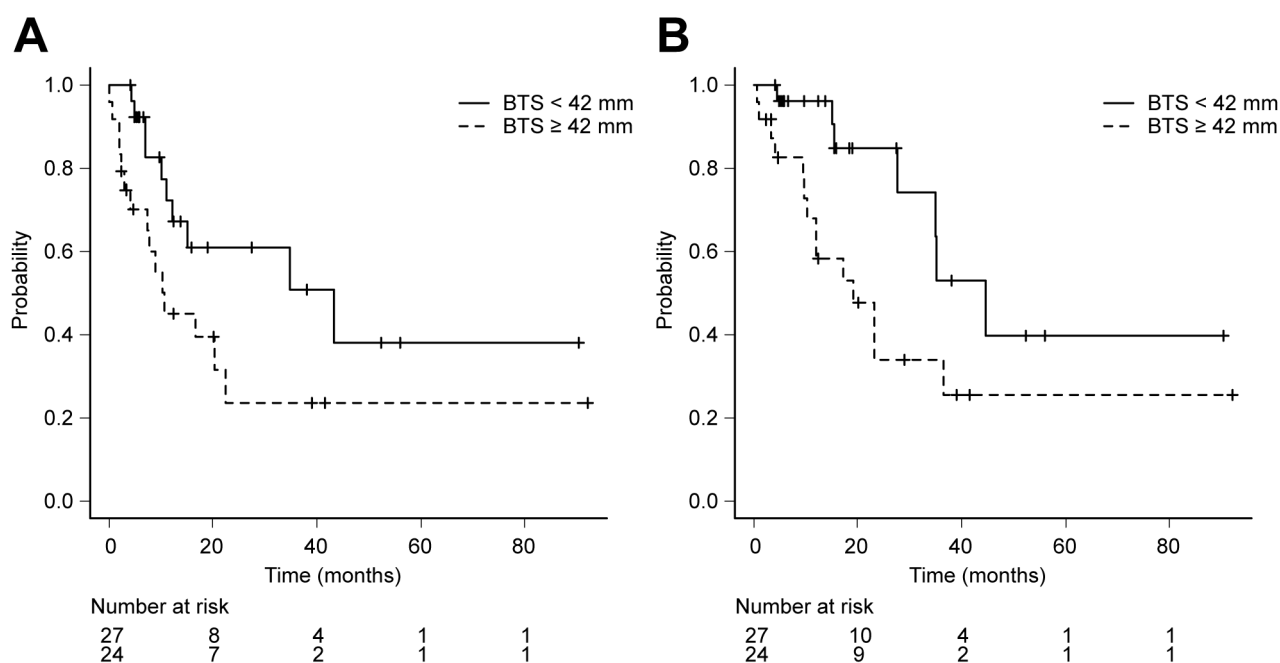 A
1.0
0.8
0.6
0.4
0.2
0.0
Probability
BTS < 42 mm
BTS ≥ 42 mm
0 20 40 60 80
Time (months)
Number at risk
27 8 4 1 1
24 7 2 1 1
B
1.0
0.8
0.6
0.4
0.2
0.0
Probability
BTS < 42 mm
BTS ≥ 42 mm
0 20 40 60 80
Time (months)
Number at risk
27 10 4 1 1
24 9 2 1 1